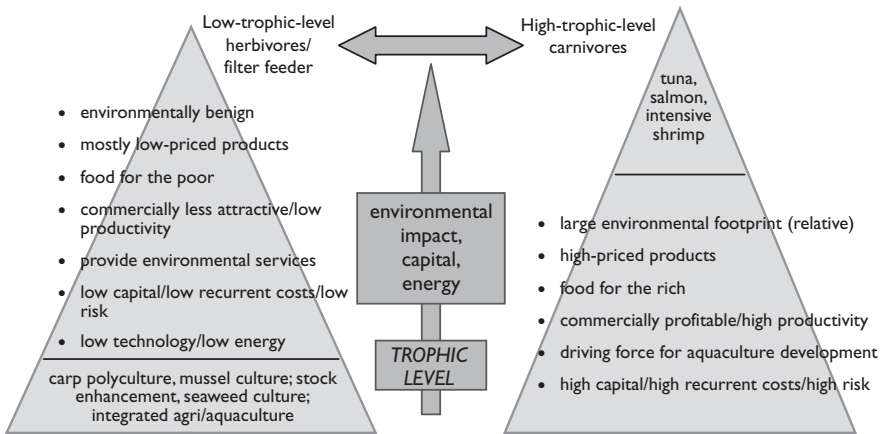 Low-trophic-level
herbivores/
filter feeder
• environmentally benign
• mostly low-priced products
• food for the poor
• commercially less attractive/low
productivity
• provide environmental services
• low capital/low recurrent costs/low
risk
• low technology/low energy
carp polyculture, mussel culture; stock
enhancement, seaweed culture;
integrated agri/aquaculture
environmental
impact,
capital,
energy
TROPHIC
LEVEL
High-trophic-level
carnivores
tuna,
salmon,
intensive
shrimp
• large environmental footprint (relative)
• high-priced products
• food for the rich
• commercially profitable/high productivity
• driving force for aquaculture development
• high capital/high recurrent costs/high risk